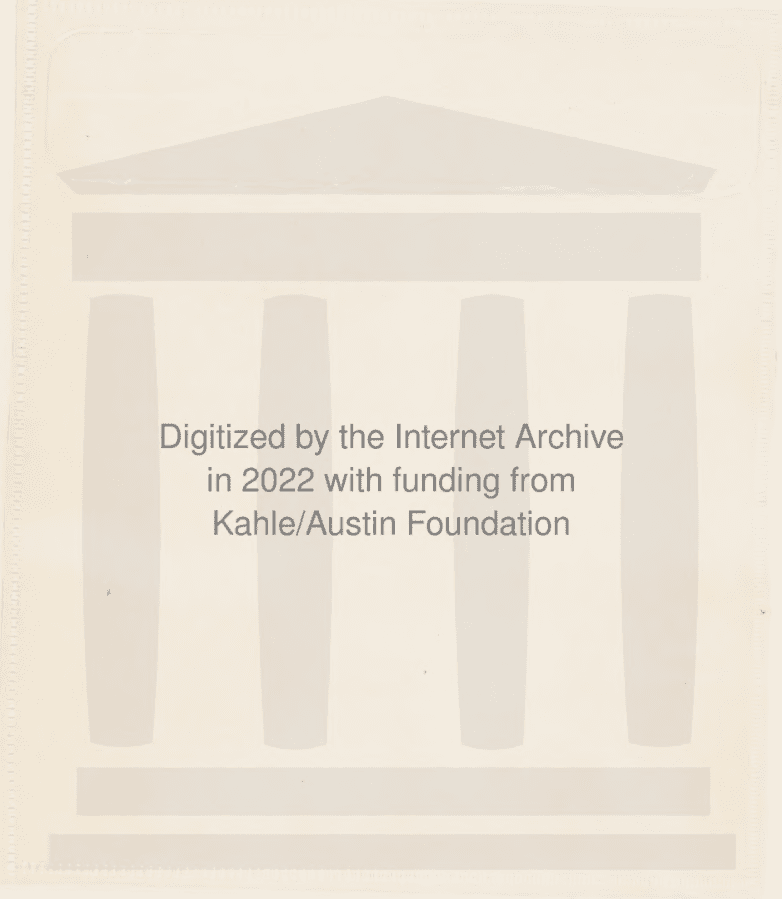 Digitized by the Internet Archive
in 2022 with funding from
Kahle/Austin Foundation